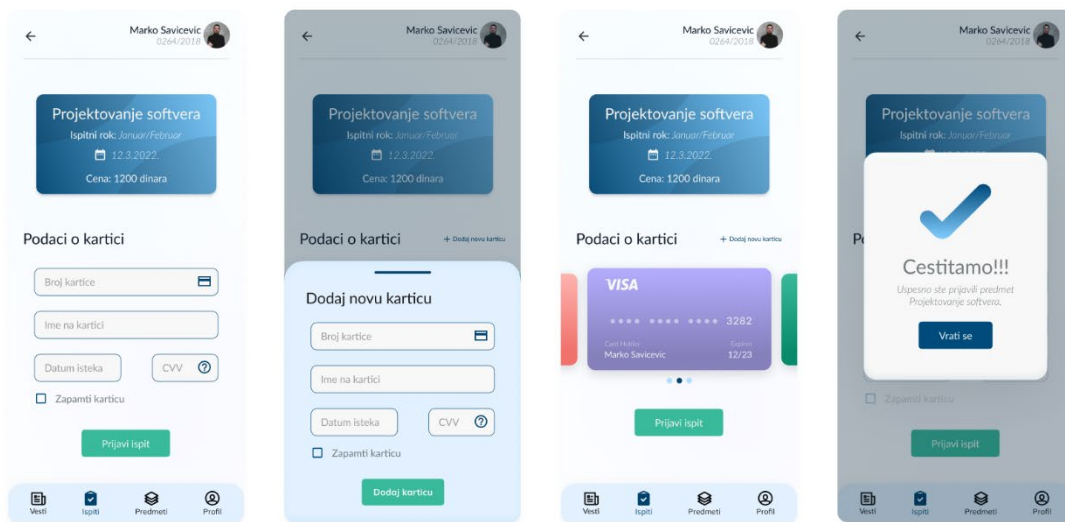 Marko Savicevic
0264/2018
Projektovanje softvera
Ispitni rok: Januar/Februar
12.3.2022.
Cena: 1200 dinara
Podaci o kartici
Broj kartice
Ime na kartici
Datum isteka
CVV
Zapamti karticu
Prijavi ispit
Vesti
Ispiti
Predmeti
Profil
Marko Savicevic
0264/2018
Projektovanje softvera
Ispitni rok: Januar/Februar
12.3.2022.
Cena: 1200 dinara
Podaci o kartici
+ Dodaj novu karticu
Dodaj novu karticu
Broj kartice
Ime na kartici
Datum isteka
CVV
Zapamti karticu
Dodaj karticu
Marko Savicevic
0264/2018
Projektovanje softvera
Ispitni rok: Januar/Februar
12.3.2022.
Cena: 1200 dinara
Podaci o kartici
+ Dodaj novu karticu
VISA
•••• •••• •••• 3282
Card Holder
Expires
Marko Savicevic
12/23
Prijavi ispit
Vesti
Ispiti
Predmeti
Profil
Marko Savicevic
0264/2018
Projektovanje softvera
Ispitni rok: Januar/Februar
Cestitamo!!!
Uspesno ste prijavili predmet
Projektovanje softvera.
Vrati se
Zapamti karticu
Prijavi ispit
Vesti
Ispiti
Predmeti
Profil